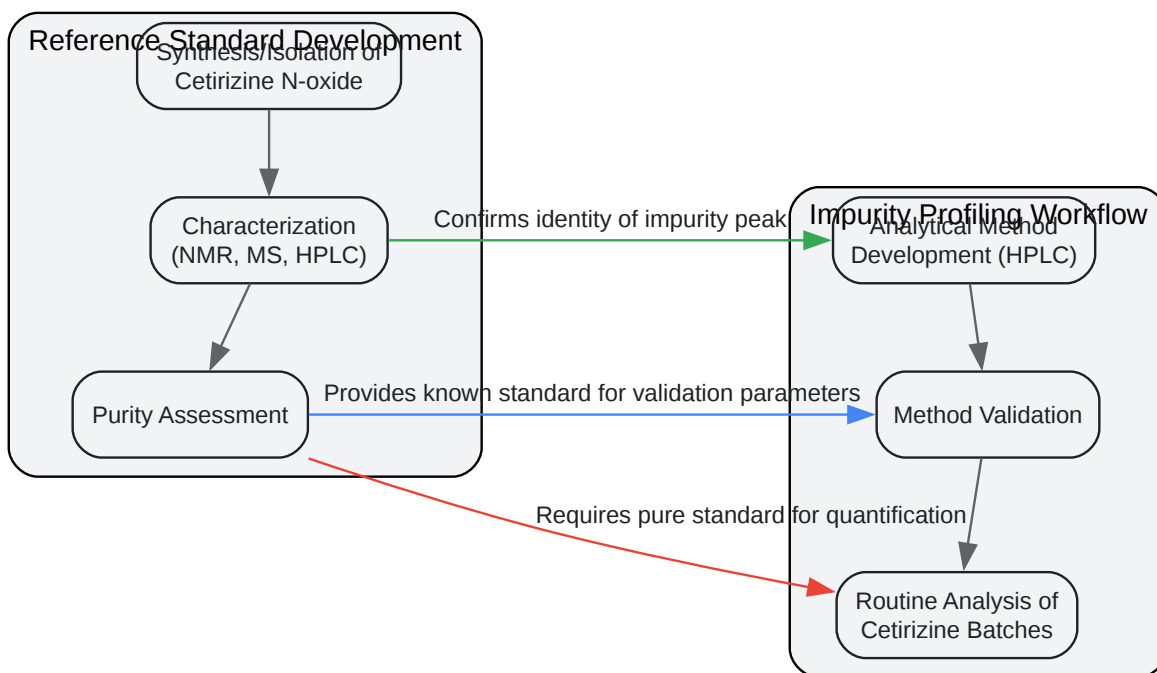 Reference Standard Development
Synthesis/Isolation of
Cetirizine N-oxide
Characterization
(NMR, MS, HPLC)
Purity Assessment
Confirms identity of impurity peak
Provides known standard for validation parameters
Requires pure standard for quantification
Impurity Profiling Workflow
Analytical Method
Development (HPLC)
Method Validation
Routine Analysis of
Cetirizine Batches